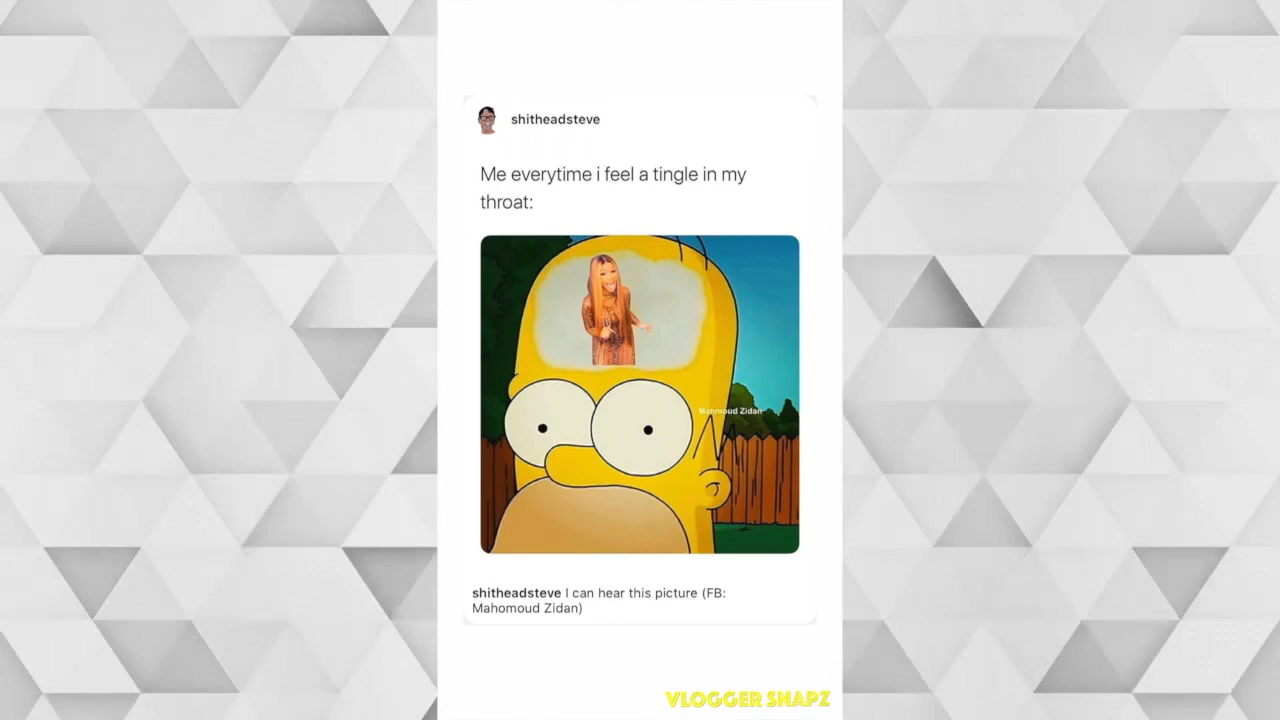 shitheadsteve
Me everytime i feel a tingle in my
throat:
Mahmoud Zidan
shitheadsteve I can hear this picture (FB:
Mahomoud Zidan)
VLOGGER SNAPZ